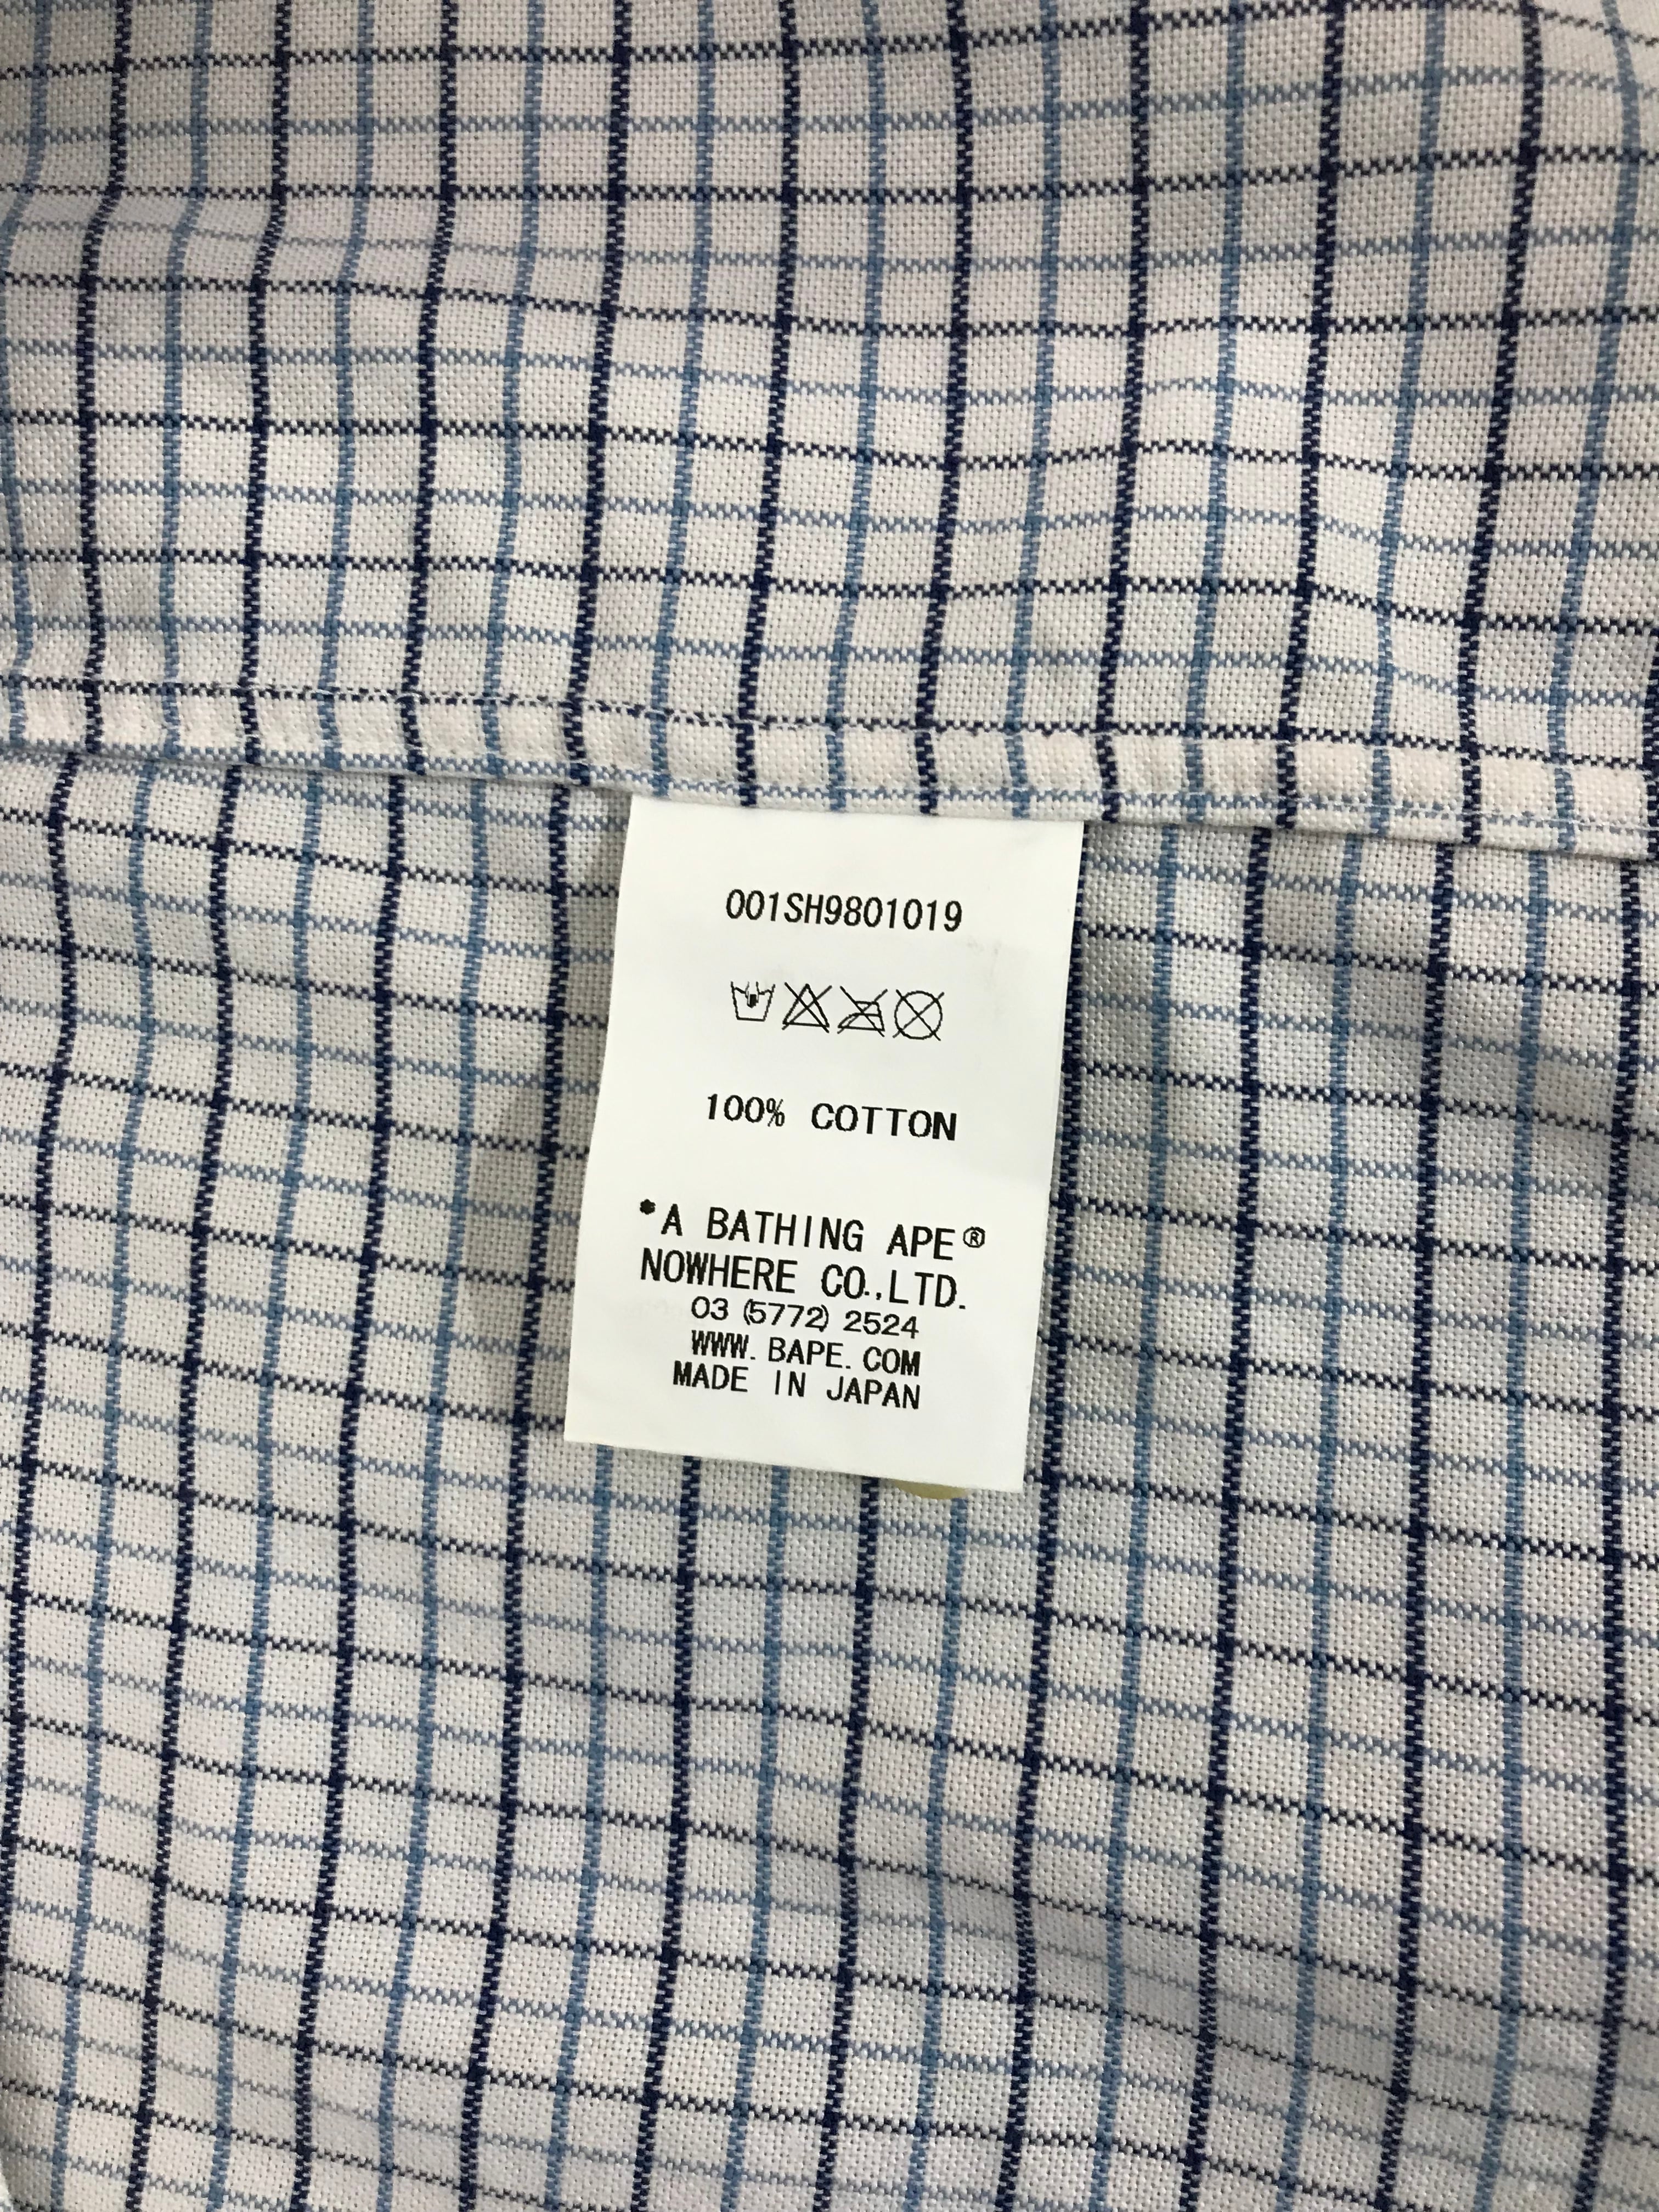 001SH9801019
100% COTTON
*A BATHING APE®
NOWHERE CO.,LTD.
03 (5772) 2524
WWW. BAPE. COM
MADE IN JAPAN